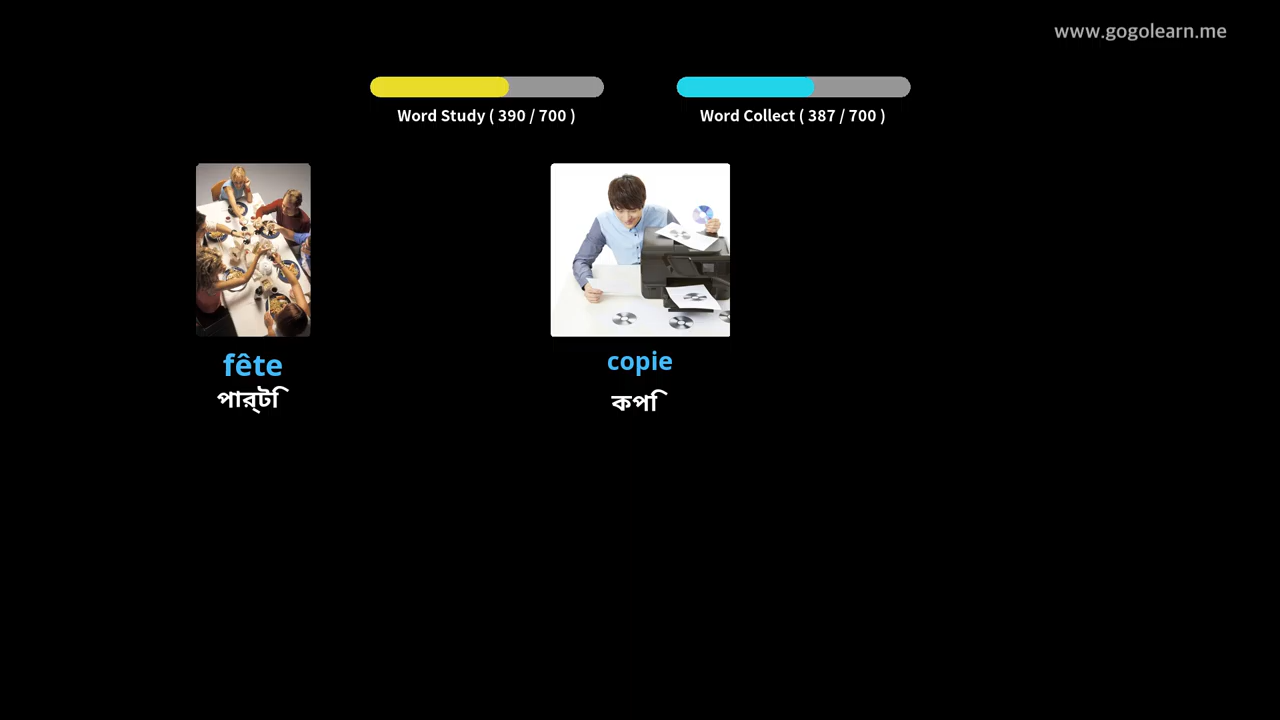 www.gogolearn.me
Word Study ( 390 / 700 )
Word Collect ( 387 / 700 )
fête
পার্টি
copie
কপি